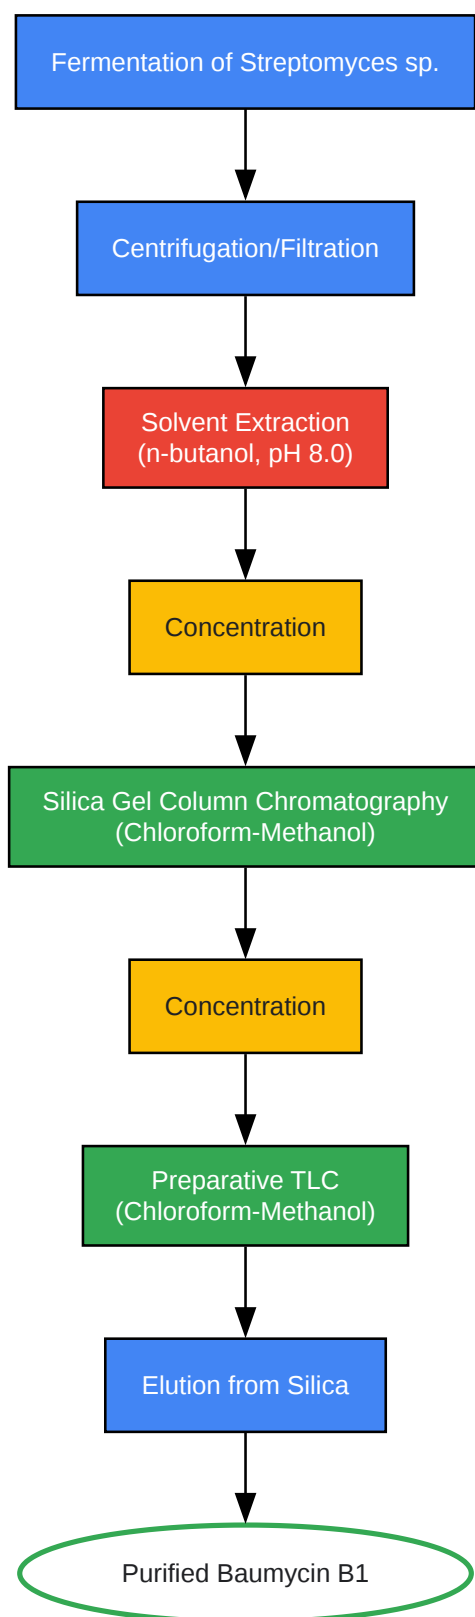 Fermentation of Streptomyces sp.
Centrifugation/Filtration
Solvent Extraction
(n-butanol, pH 8.0)
Concentration
Silica Gel Column Chromatography
(Chloroform-Methanol)
Concentration
Preparative TLC
(Chloroform-Methanol)
Elution from Silica
Purified Baumycin B1